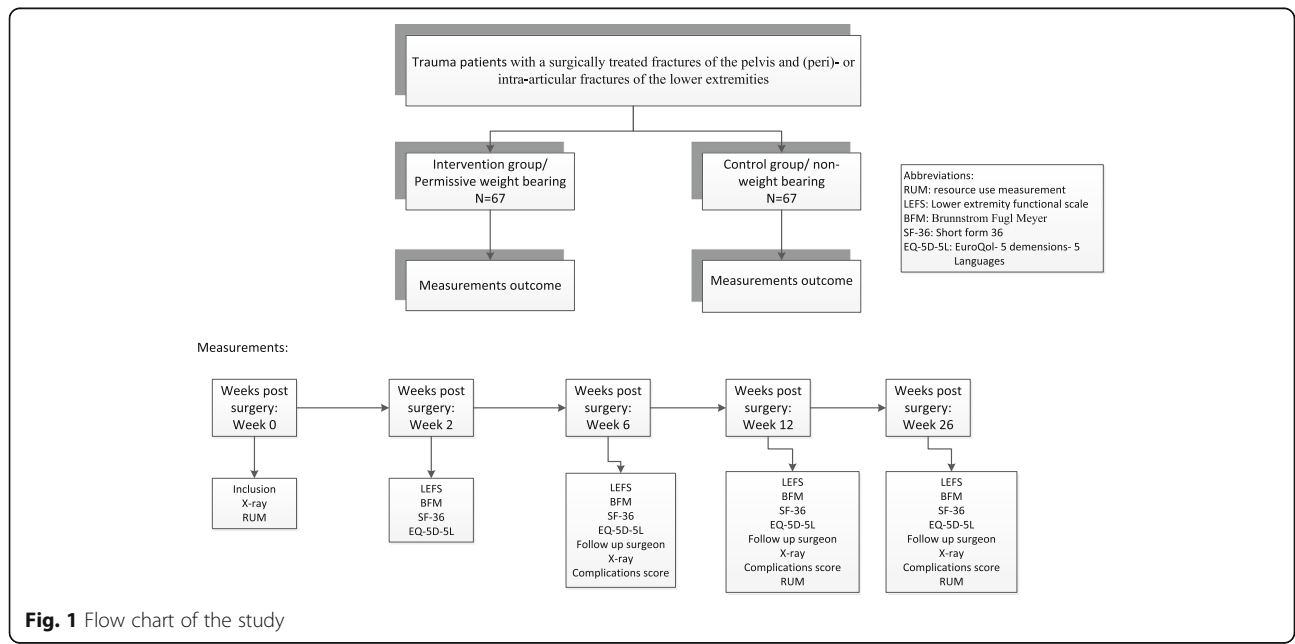 Trauma patients with a surgically treated fractures of the pelvis and (peri)- or
intra-articular fractures of the lower extremities
Intervention group/
Permissive weight bearing
N=67
Control group/ non-
weight bearing
N=67
Abbreviations:
RUM: resource use measurement
LEFS: Lower extremity functional scale
BFM: Brunnstrom Fugl Meyer
SF-36: Short form 36
EQ-5D-5L: EuroQol- 5 demensions- 5
Languages
Measurements outcome
Measurements outcome
Measurements:
Weeks post
surgery:
Week 0
Weeks post
surgery:
Week 2
Weeks post
surgery:
Week 6
Weeks post
surgery:
Week 12
Weeks post
surgery:
Week 26
Inclusion
X-ray
RUM
LEFS
BFM
SF-36
EQ-5D-5L
LEFS
BFM
SF-36
EQ-5D-5L
Follow up surgeon
X-ray
Complications score
LEFS
BFM
SF-36
EQ-5D-5L
Follow up surgeon
X-ray
Complications score
RUM
LEFS
BFM
SF-36
EQ-5D-5L
Follow up surgeon
X-ray
Complications score
RUM
Fig. 1 Flow chart of the study